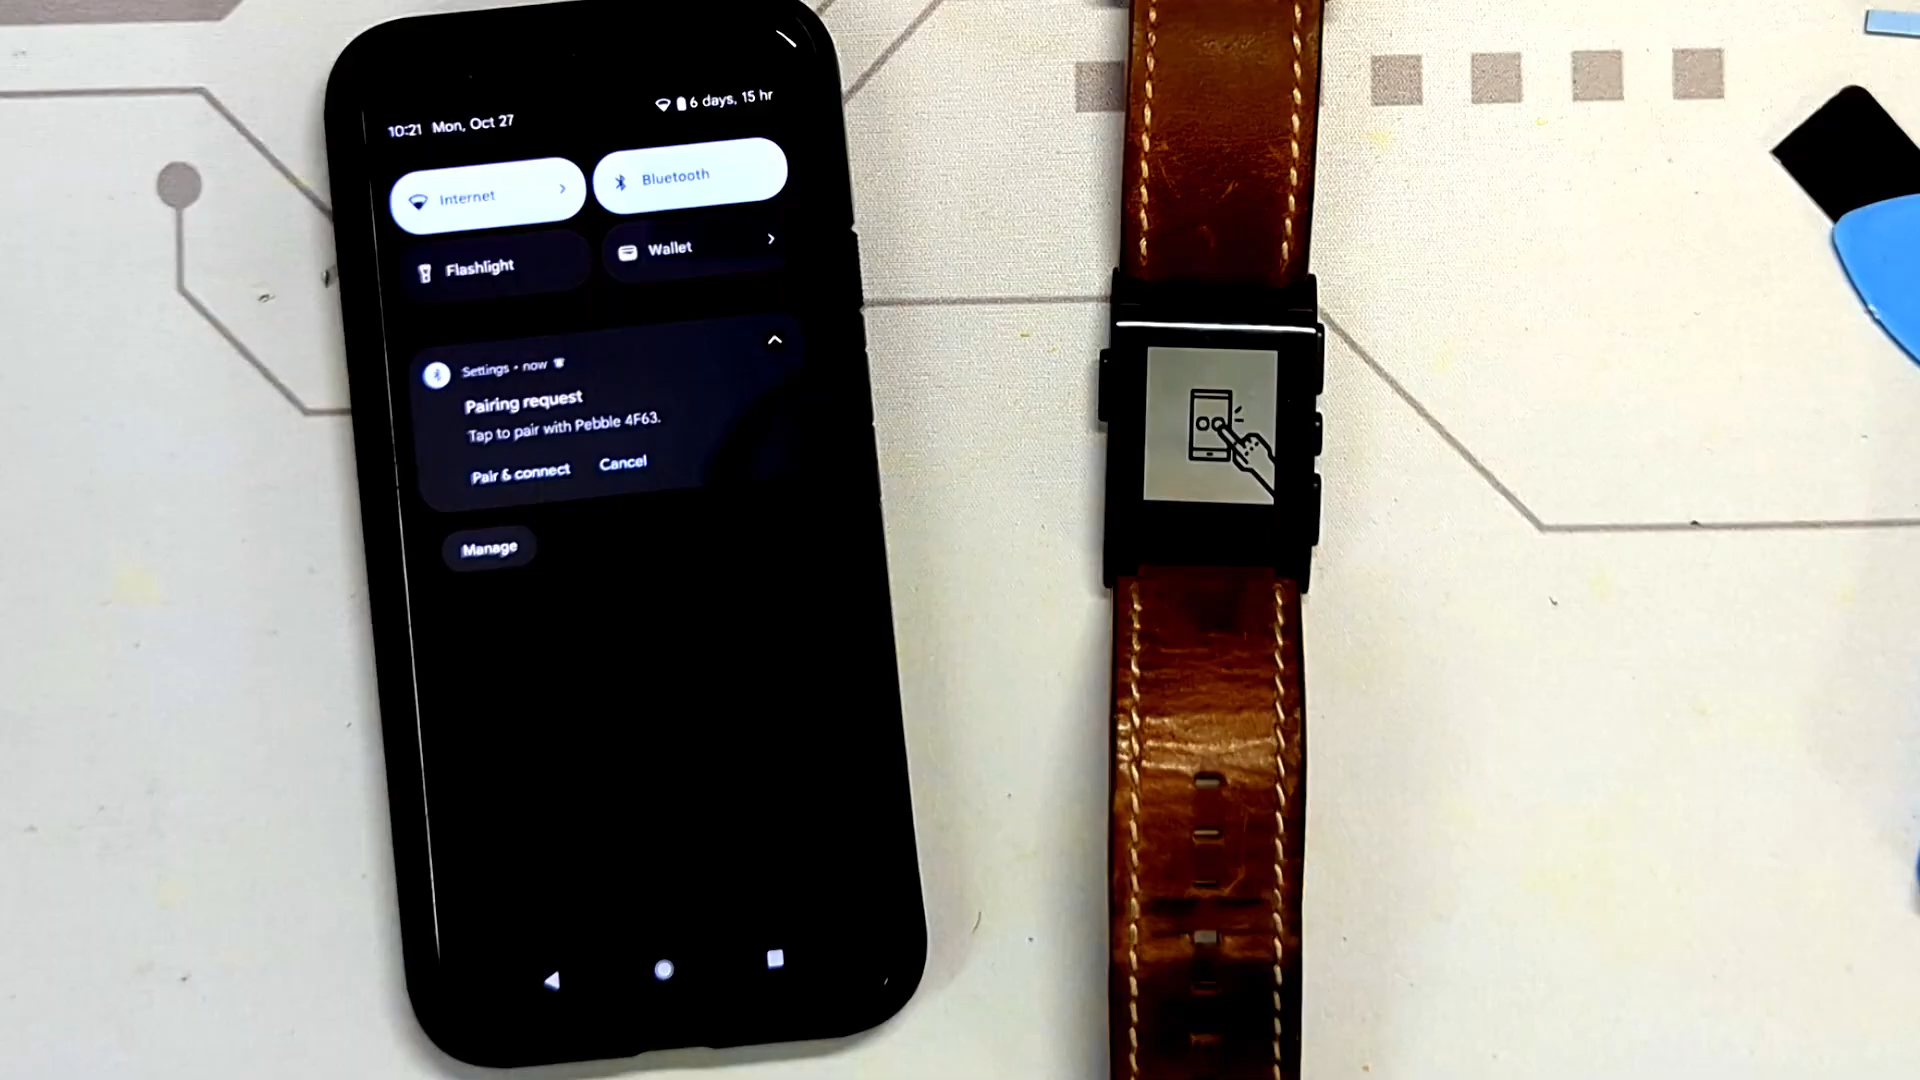 10:21 Mon, Oct 27
6 days, 15 hr
Internet
Bluetooth
Flashlight
Wallet
Settings • now
Pairing request
Tap to pair with Pebble 4F63.
Pair & connect Cancel
Manage